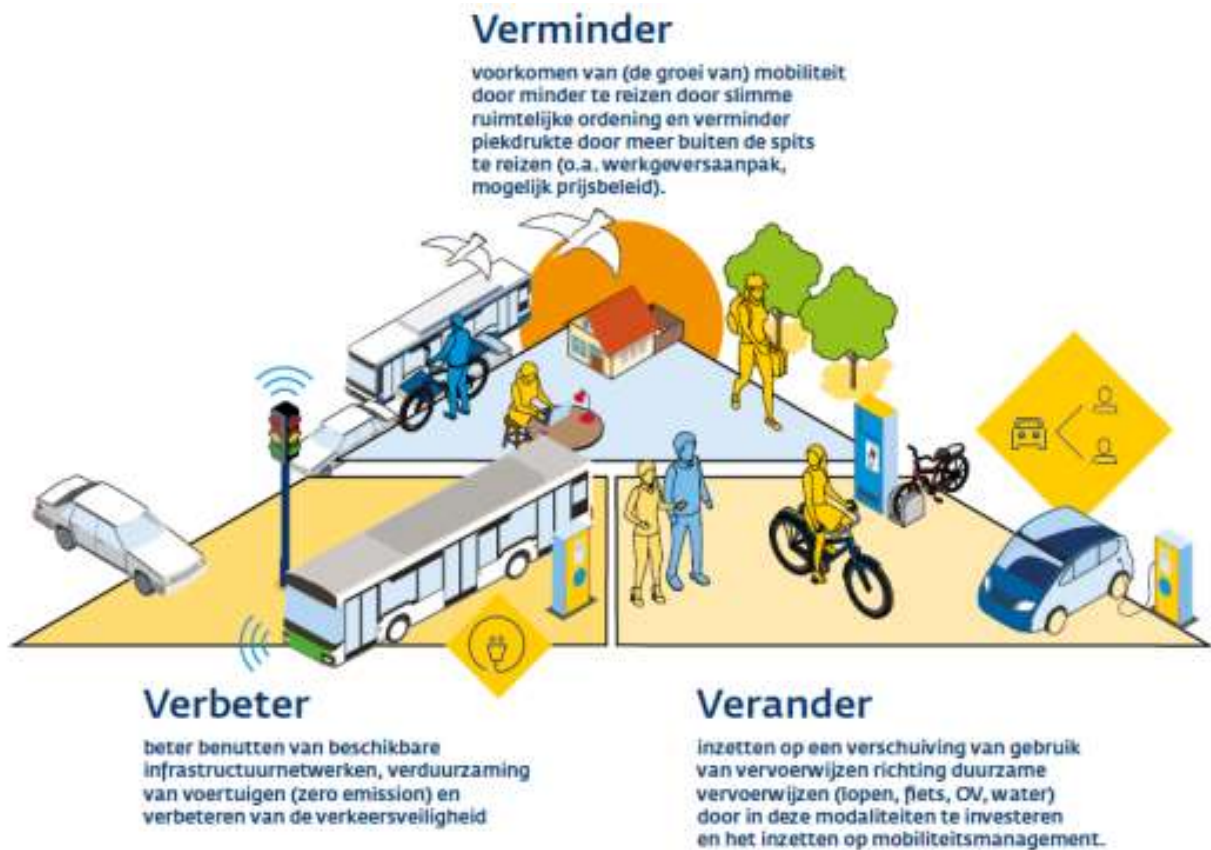 Verminder
voorkomen van (de groei van) mobiliteit
door minder te reizen door slimme
ruimtelijke ordening en verminder
piekdrukte door meer buiten de spits
te reizen (o.a. werkgeversaanpak,
mogelijk prijsbeleid).
Verbeter
beter benutten van beschikbare
infrastructuurnetwerken, verduurzaming
van voertuigen (zero emission) en
verbeteren van de verkeersveiligheid
Verander
inzetten op een verschuiving van gebruik
van vervoerwijzen richting duurzame
vervoerwijzen (lopen, fiets, OV, water)
door in deze modaliteiten te investeren
en het inzetten op mobiliteitsmanagement.